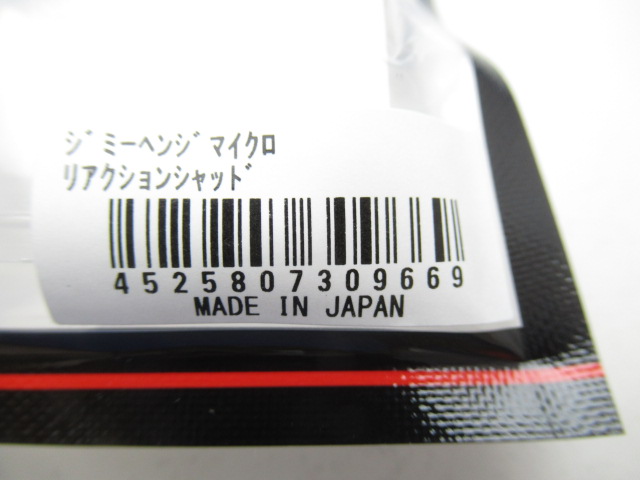 ｼﾞﾐｰﾍﾝｼﾞﾏｲｸﾛ
ﾘｱｸｼｮﾝｼｬｯﾄﾞ
4525807309669
MADE IN JAPAN